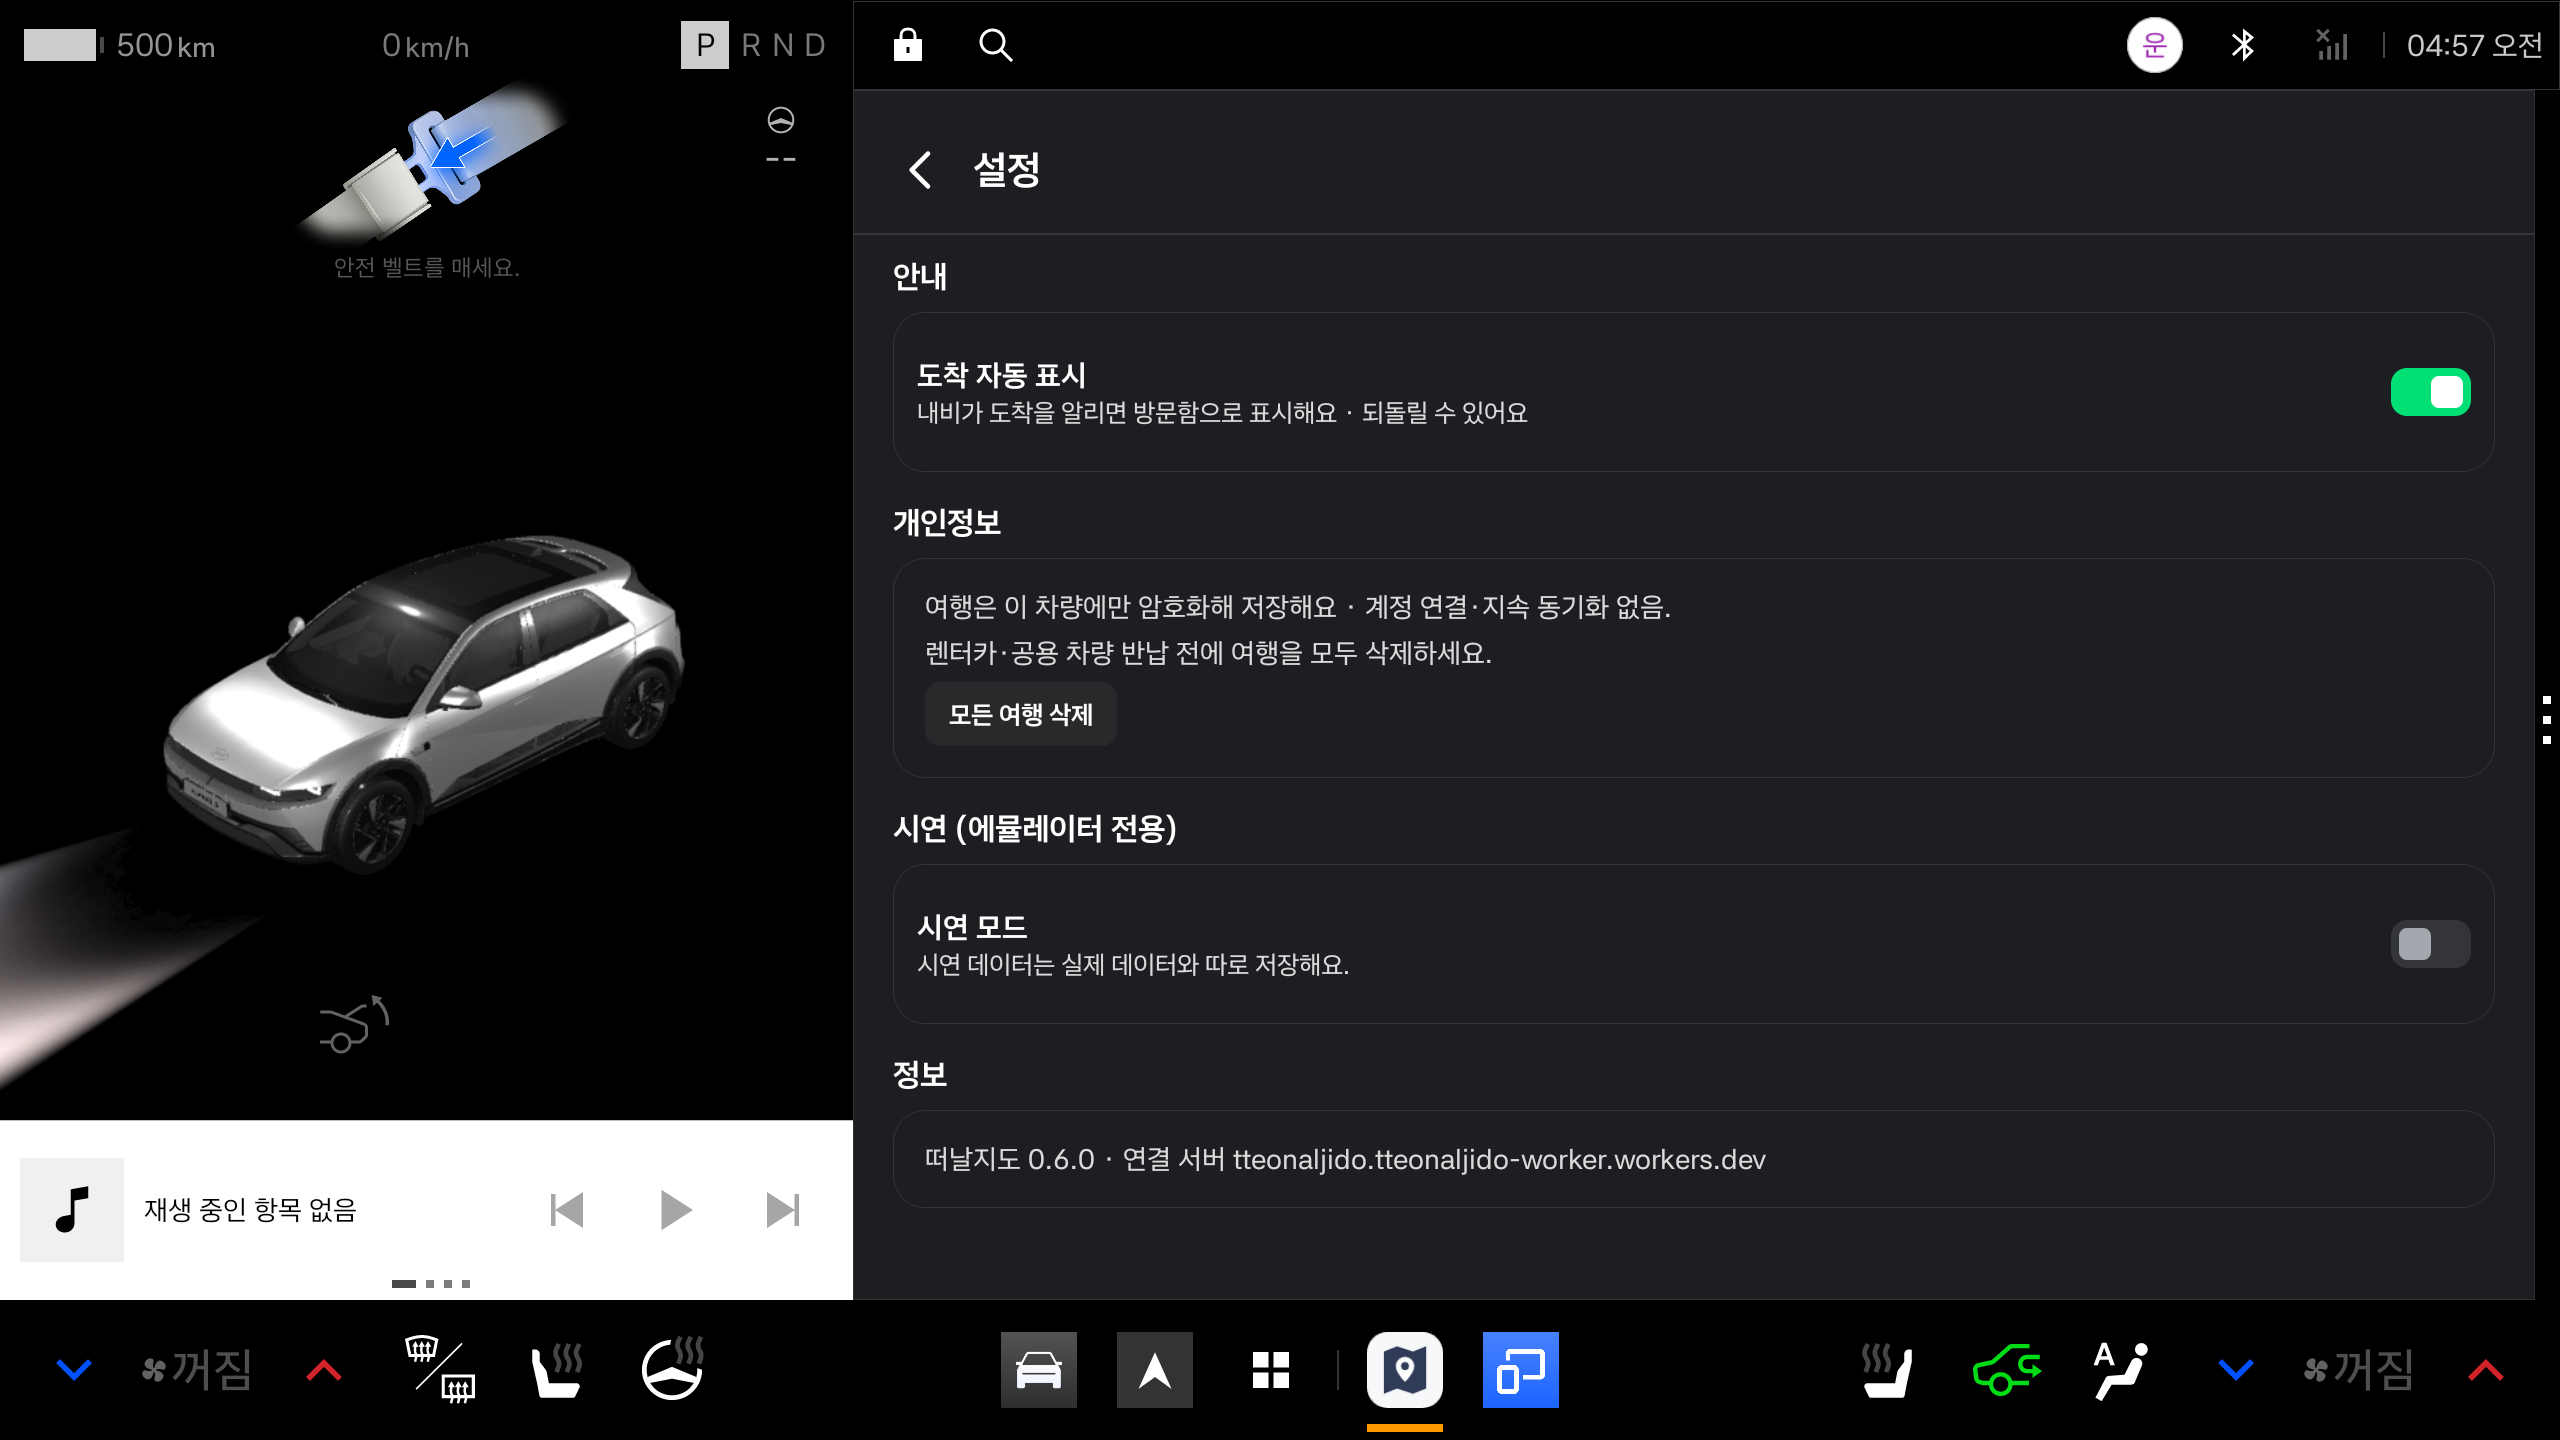 500 km
0 km/h
P R N D
운
04:57 오전
--
안전 벨트를 매세요.
설정
안내
도착 자동 표시
내비가 도착을 알리면 방문함으로 표시해요 · 되돌릴 수 있어요
개인정보
여행은 이 차량에만 암호화해 저장해요 · 계정 연결·지속 동기화 없음.
렌터카·공용 차량 반납 전에 여행을 모두 삭제하세요.
모든 여행 삭제
시연 (에뮬레이터 전용)
시연 모드
시연 데이터는 실제 데이터와 따로 저장해요.
정보
떠날지도 0.6.0 · 연결 서버 tteonaljido.tteonaljido-worker.workers.dev
재생 중인 항목 없음
꺼짐
A
꺼짐